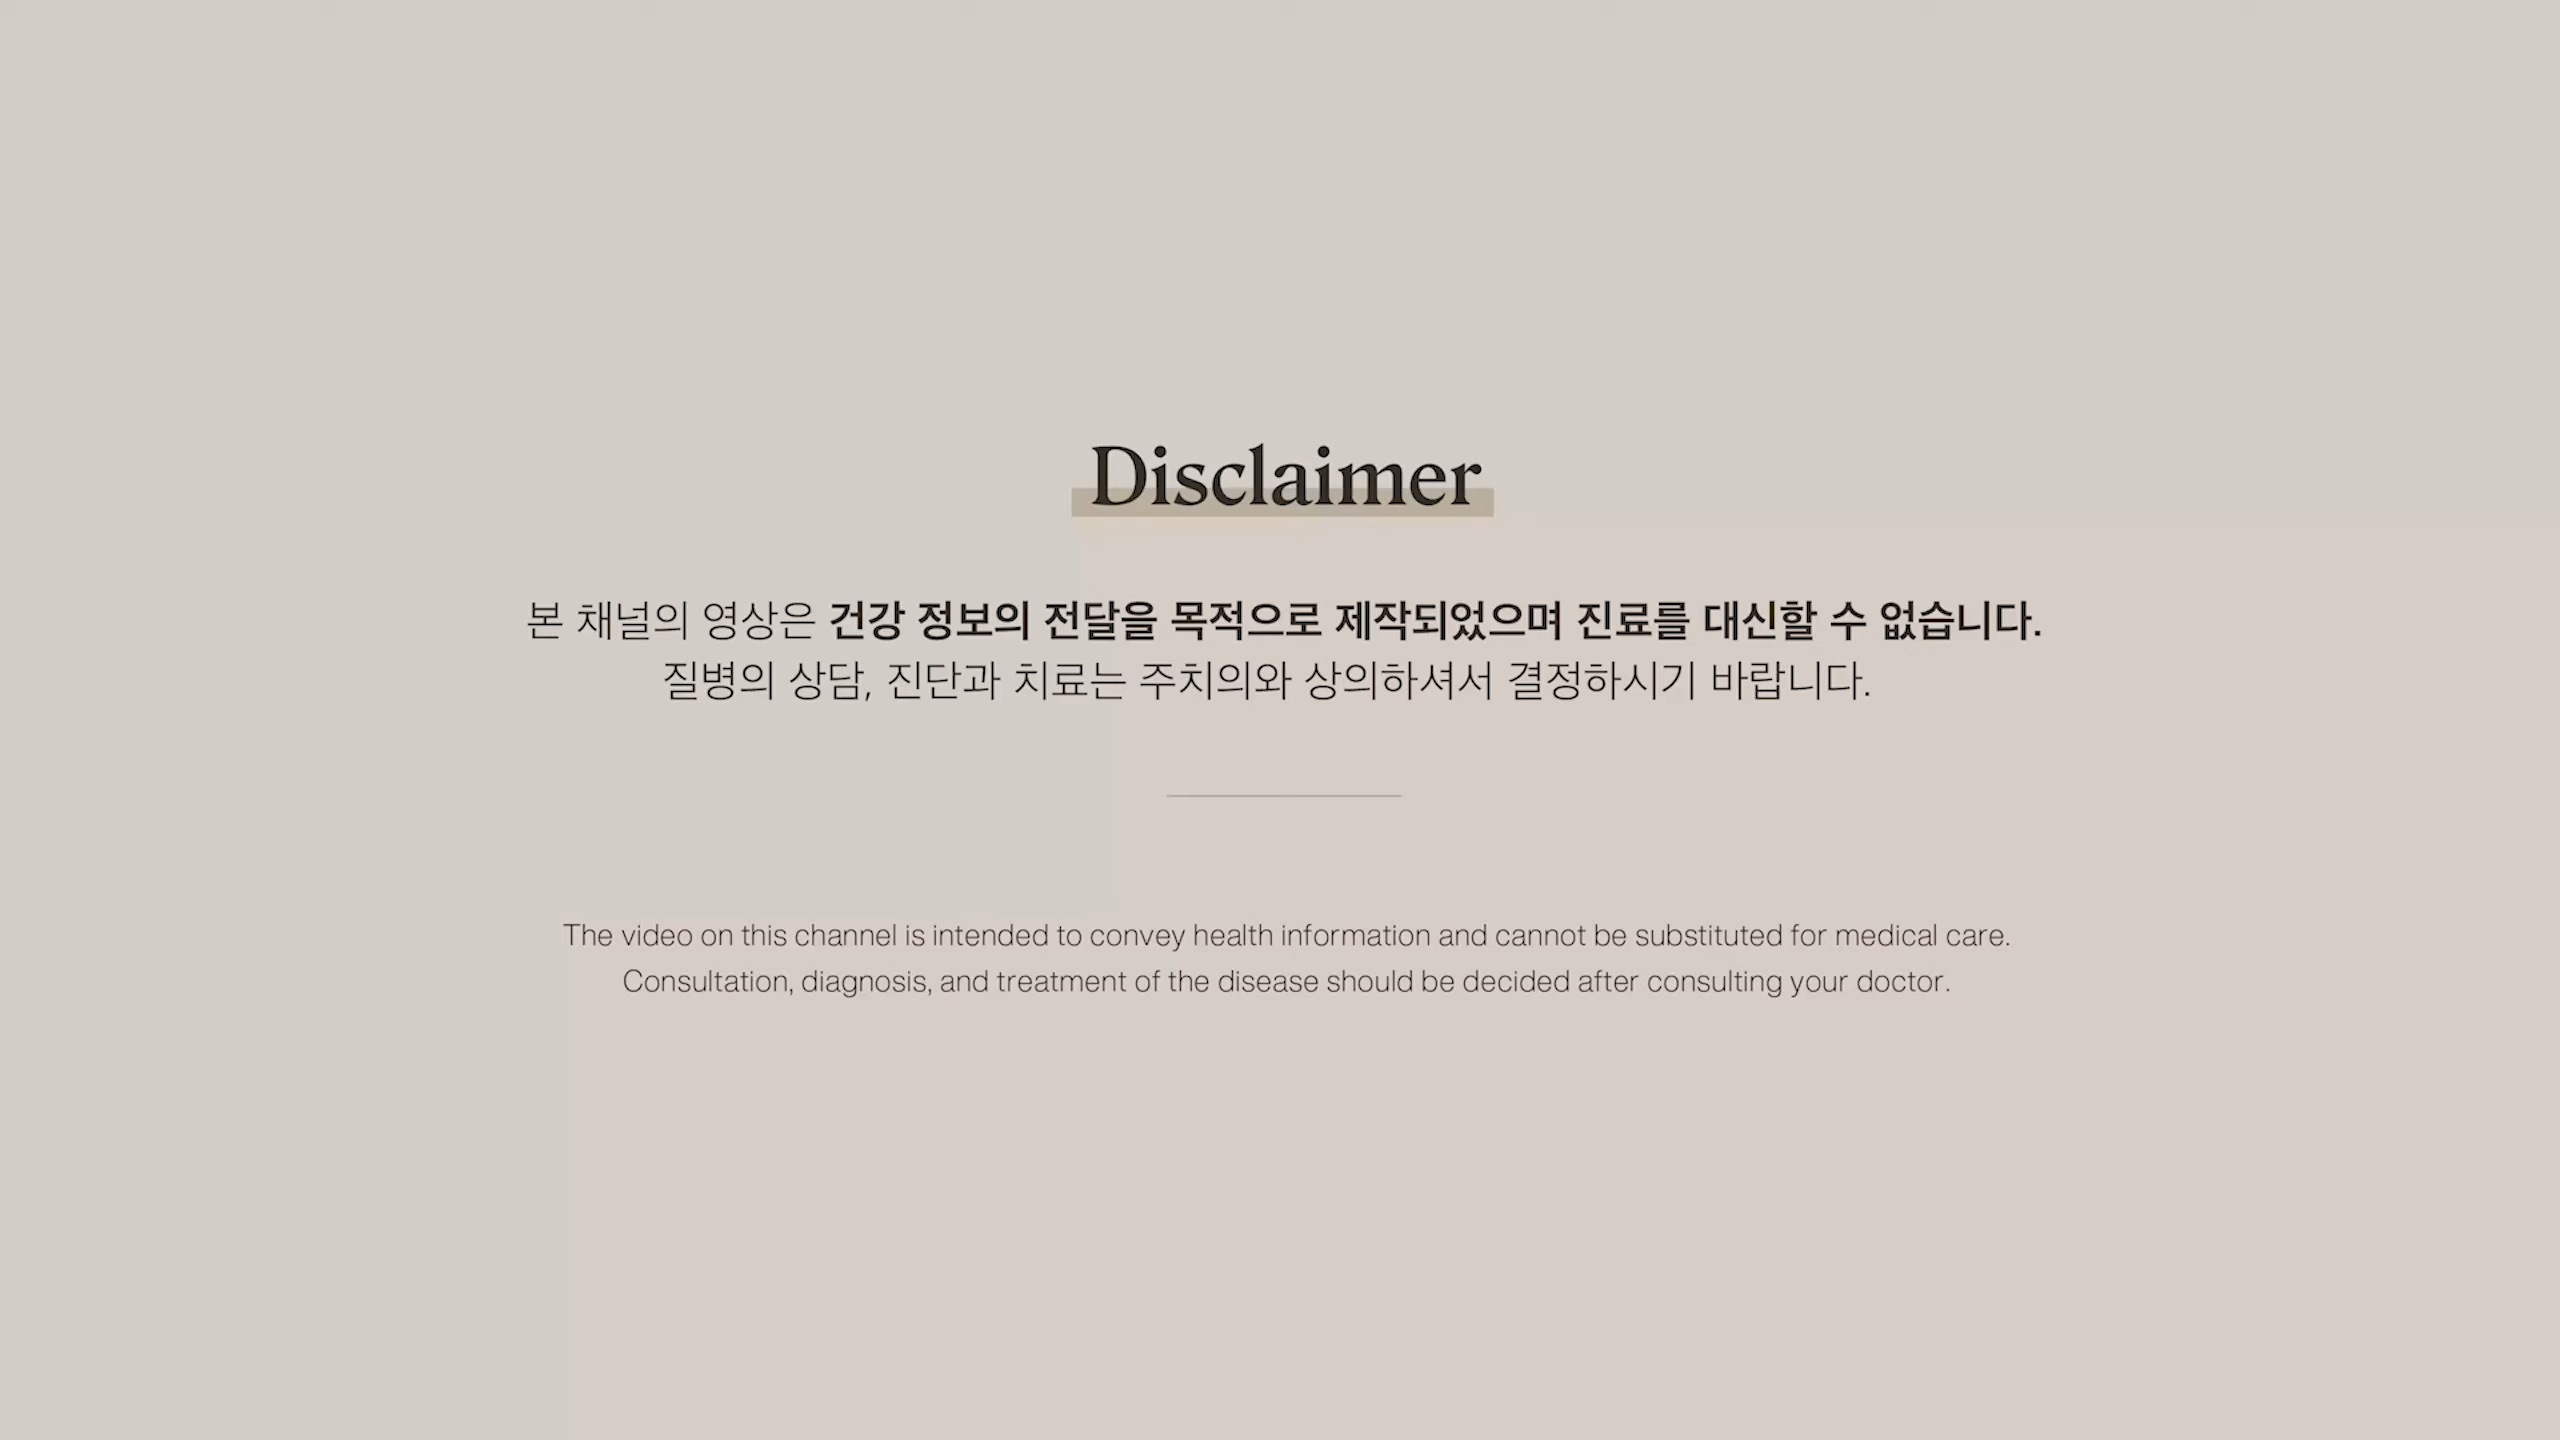 Disclaimer
본 채널의 영상은 건강 정보의 전달을 목적으로 제작되었으며 진료를 대신할 수 없습니다.
질병의 상담, 진단과 치료는 주치의와 상의하셔서 결정하시기 바랍니다.
The video on this channel is intended to convey health information and cannot be substituted for medical care.
Consultation, diagnosis, and treatment of the disease should be decided after consulting your doctor.